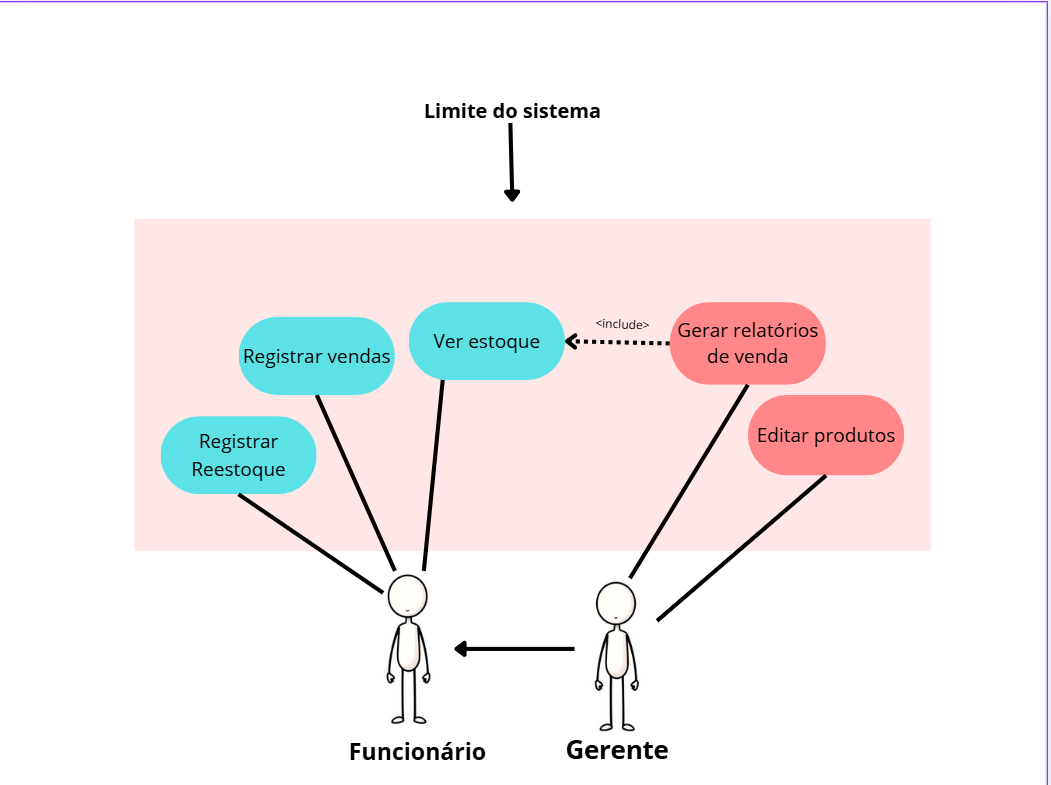 Limite do sistema
Registrar vendas
Ver estoque
<include>
Gerar relatórios
de venda
Registrar
Reestoque
Editar produtos
Funcionário
Gerente